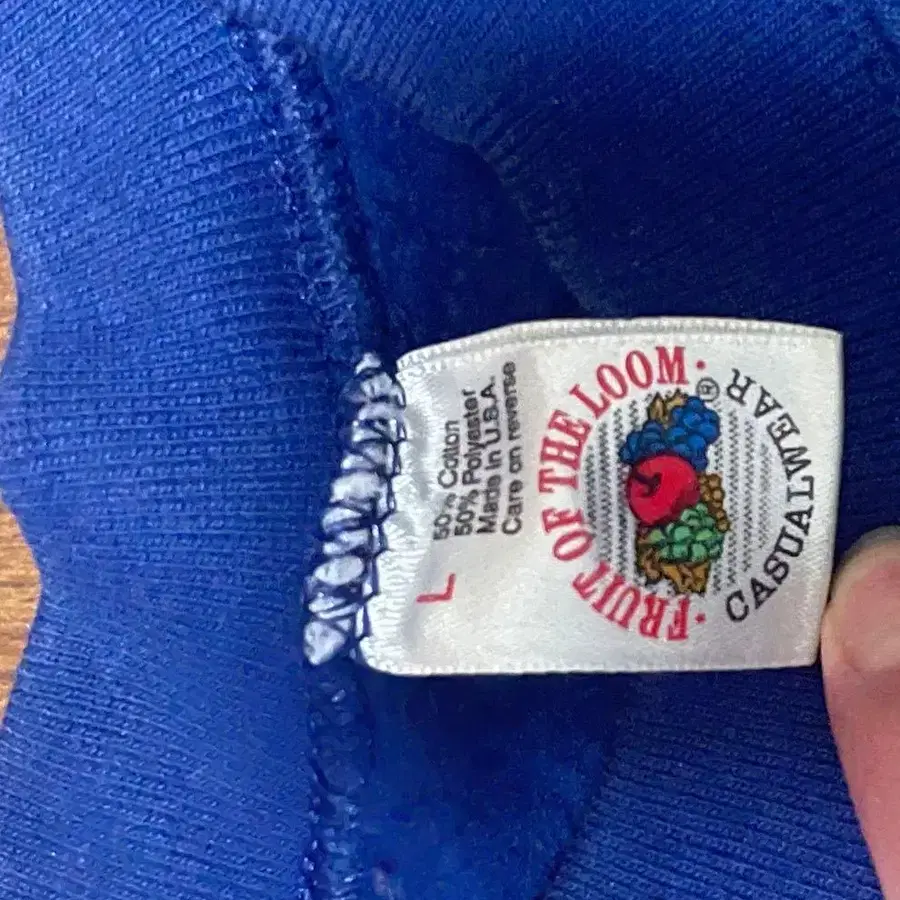 L
50% Cotton
50% Polyester
Made in U.S.A.
Care on reverse
·FRUIT OF THE LOOM·
®
CASUALWEAR